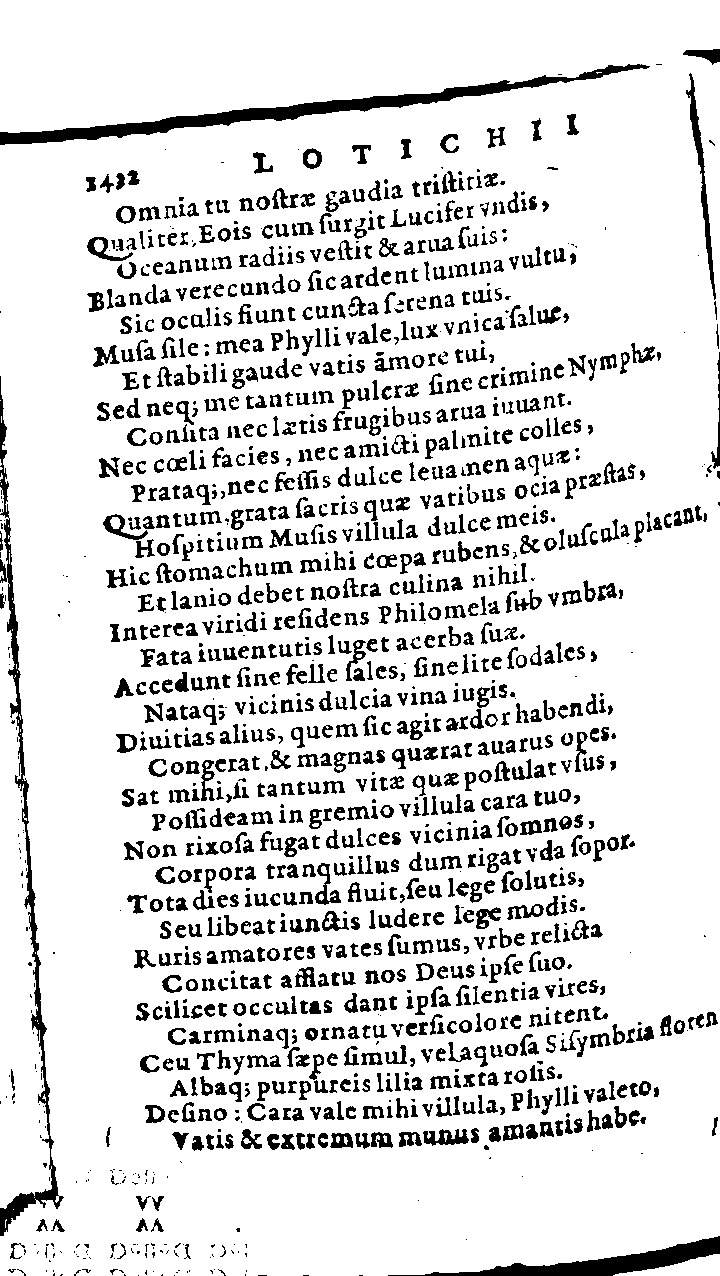 1432 LOTICHII
Omnia tu noſtræ gaudia triſtitiæ.
Qualiter, Eois cum ſurgit Lucifer vndis,
Oceanum radiis veſtit & arua ſuis:
Blanda verecundo ſic ardent lumina vultu,
Sic oculis fiunt cuncta ſerena tuis.
Muſa ſile: mea Phylli vale, lux vnica ſalue,
Et ſtabili gaude vatis ãmore tui,
Sed neq; me tantum pulcræ ſine crimine Nymphæ,
Conſita nec lætis frugibus arua iuuant.
Nec cœli facies, nec amicti palmite colles,
Prataq;, nec feſſis dulce leuamen aquæ:
Quantum, grata ſacris quæ vatibus ocia præſtas,
Hoſpitium Muſis villula dulce meis.
Hic ſtomachum mihi cœpa rubens, & oluſcula placant,
Et lanio debet noſtra culina nihil.
Interea viridi reſidens Philomela ſub vmbra,
Fata iuuentutis luget acerba ſuæ.
Accedunt ſine felle ſales, ſine lite ſodales,
Nataq; vicinis dulcia vina iugis.
Diuitias alius, quem ſic agit ardor habendi,
Congerat, & magnas quærat auarus opes.
Sat mihi, ſi tantum vitæ quæ poſtulat vſus,
Poſſideam in gremio villula cara tuo,
Non rixoſa fugat dulces vicinia ſomnos,
Corpora tranquillus dum rigat vda ſopor.
Tota dies iucunda fluit, ſeu lege ſolutis,
Seu libeat iunctis ludere lege modis.
Ruris amatores vates ſumus, vrbe relicta
Concitat afflatu nos Deus ipſe ſuo.
Scilicet occultas dant ipſa ſilentia vires,
Carminaq; ornatu verſicolore nitent.
Ceu Thyma ſæpe ſimul, vel aquoſa Siſymbria floren
Albaq; purpureis lilia mixta roſis.
Deſino: Cara vale mihi villula, Phylli valeto,
Vatis & extremum munus amantis habe.